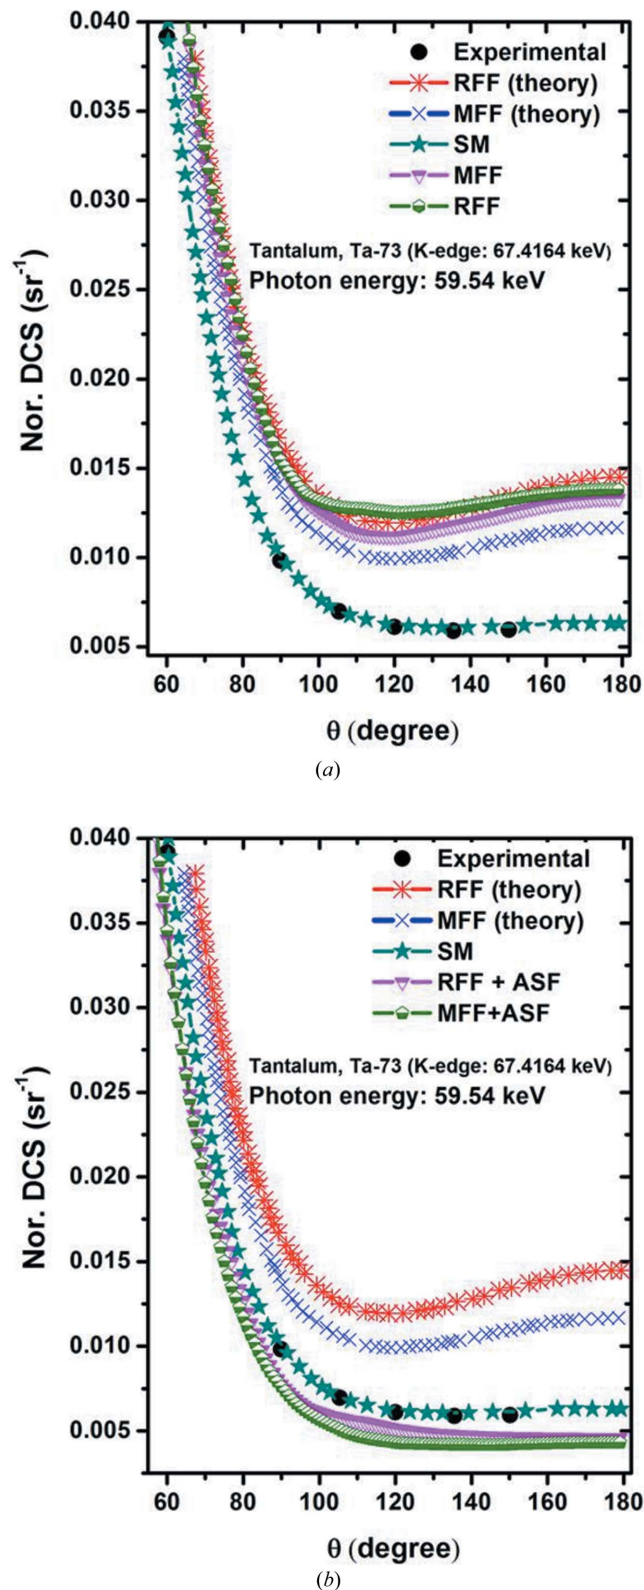 0.040
0.035
0.030
0.025
0.020
0.015
0.010
0.005
Nor. DCS (sr⁻¹)
Experimental
RFF (theory)
MFF (theory)
SM
MFF
RFF
Tantalum, Ta-73 (K-edge: 67.4164 keV)
Photon energy: 59.54 keV
60 80 100 120 140 160 180
θ (degree)
(a)
0.040
0.035
0.030
0.025
0.020
0.015
0.010
0.005
Nor. DCS (sr⁻¹)
Experimental
RFF (theory)
MFF (theory)
SM
RFF + ASF
MFF+ASF
Tantalum, Ta-73 (K-edge: 67.4164 keV)
Photon energy: 59.54 keV
60 80 100 120 140 160 180
θ (degree)
(b)